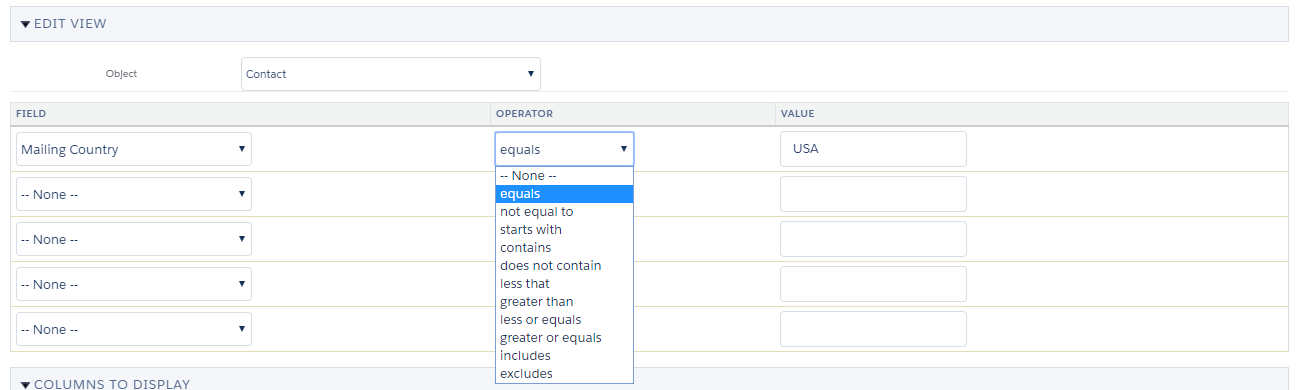 EDIT VIEW
Object Contact
FIELD OPERATOR VALUE
Mailing Country equals USA
-- None --
-- None --
-- None --
-- None --
-- None --
equals
not equal to
starts with
contains
does not contain
less that
greater than
less or equals
greater or equals
includes
excludes
COLUMNS TO DISPLAY